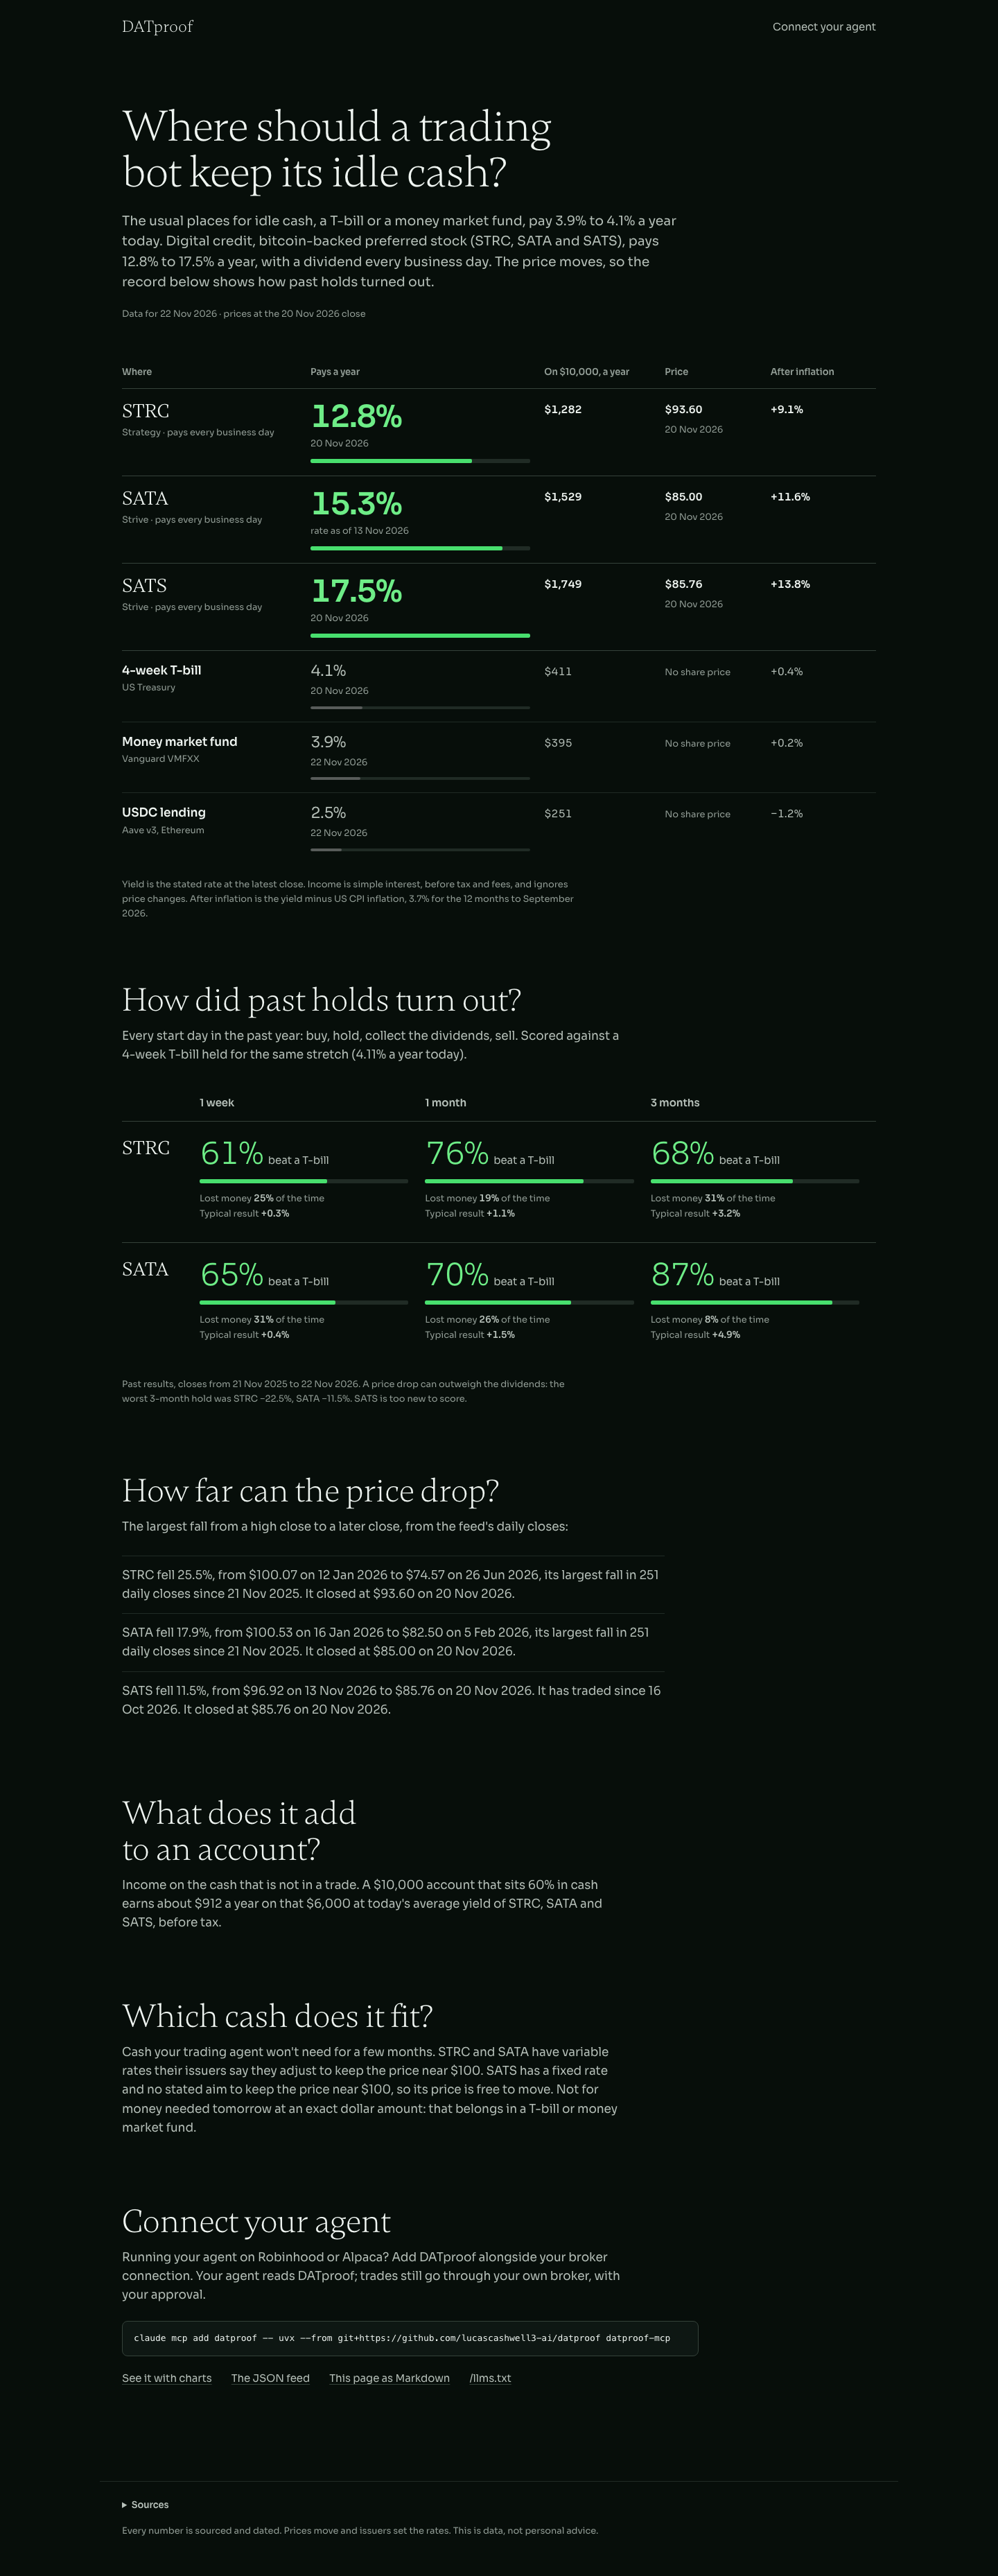 DATproof
Connect your agent
Where should a trading
bot keep its idle cash?
The usual places for idle cash, a T-bill or a money market fund, pay 3.9% to 4.1% a year
today. Digital credit, bitcoin-backed preferred stock (STRC, SATA and SATS), pays
12.8% to 17.5% a year, with a dividend every business day. The price moves, so the
record below shows how past holds turned out.
Data for 22 Nov 2026 · prices at the 20 Nov 2026 close
Where Pays a year On $10,000, a year Price After inflation
STRC 12.8% $1,282 $93.60 +9.1%
Strategy · pays every business day 20 Nov 2026 20 Nov 2026
SATA 15.3% $1,529 $85.00 +11.6%
Strive · pays every business day rate as of 13 Nov 2026 20 Nov 2026
SATS 17.5% $1,749 $85.76 +13.8%
Strive · pays every business day 20 Nov 2026 20 Nov 2026
4-week T-bill 4.1% $411 No share price +0.4%
US Treasury 20 Nov 2026
Money market fund 3.9% $395 No share price +0.2%
Vanguard VMFXX 22 Nov 2026
USDC lending 2.5% $251 No share price −1.2%
Aave v3, Ethereum 22 Nov 2026
Yield is the stated rate at the latest close. Income is simple interest, before tax and fees, and ignores
price changes. After inflation is the yield minus US CPI inflation, 3.7% for the 12 months to September
2026.
How did past holds turn out?
Every start day in the past year: buy, hold, collect the dividends, sell. Scored against a
4-week T-bill held for the same stretch (4.11% a year today).
1 week 1 month 3 months
STRC 61% beat a T-bill 76% beat a T-bill 68% beat a T-bill
Lost money 25% of the time Lost money 19% of the time Lost money 31% of the time
Typical result +0.3% Typical result +1.1% Typical result +3.2%
SATA 65% beat a T-bill 70% beat a T-bill 87% beat a T-bill
Lost money 31% of the time Lost money 26% of the time Lost money 8% of the time
Typical result +0.4% Typical result +1.5% Typical result +4.9%
Past results, closes from 21 Nov 2025 to 22 Nov 2026. A price drop can outweigh the dividends: the
worst 3-month hold was STRC −22.5%, SATA −11.5%. SATS is too new to score.
How far can the price drop?
The largest fall from a high close to a later close, from the feed's daily closes:
STRC fell 25.5%, from $100.07 on 12 Jan 2026 to $74.57 on 26 Jun 2026, its largest fall in 251
daily closes since 21 Nov 2025. It closed at $93.60 on 20 Nov 2026.
SATA fell 17.9%, from $100.53 on 16 Jan 2026 to $82.50 on 5 Feb 2026, its largest fall in 251
daily closes since 21 Nov 2025. It closed at $85.00 on 20 Nov 2026.
SATS fell 11.5%, from $96.92 on 13 Nov 2026 to $85.76 on 20 Nov 2026. It has traded since 16
Oct 2026. It closed at $85.76 on 20 Nov 2026.
What does it add
to an account?
Income on the cash that is not in a trade. A $10,000 account that sits 60% in cash
earns about $912 a year on that $6,000 at today's average yield of STRC, SATA and
SATS, before tax.
Which cash does it fit?
Cash your trading agent won't need for a few months. STRC and SATA have variable
rates their issuers say they adjust to keep the price near $100. SATS has a fixed rate
and no stated aim to keep the price near $100, so its price is free to move. Not for
money needed tomorrow at an exact dollar amount: that belongs in a T-bill or money
market fund.
Connect your agent
Running your agent on Robinhood or Alpaca? Add DATproof alongside your broker
connection. Your agent reads DATproof; trades still go through your own broker, with
your approval.
claude mcp add datproof -- uvx --from git+https://github.com/lucascashwell3-ai/datproof datproof-mcp
See it with charts The JSON feed This page as Markdown /llms.txt
Sources
Every number is sourced and dated. Prices move and issuers set the rates. This is data, not personal advice.